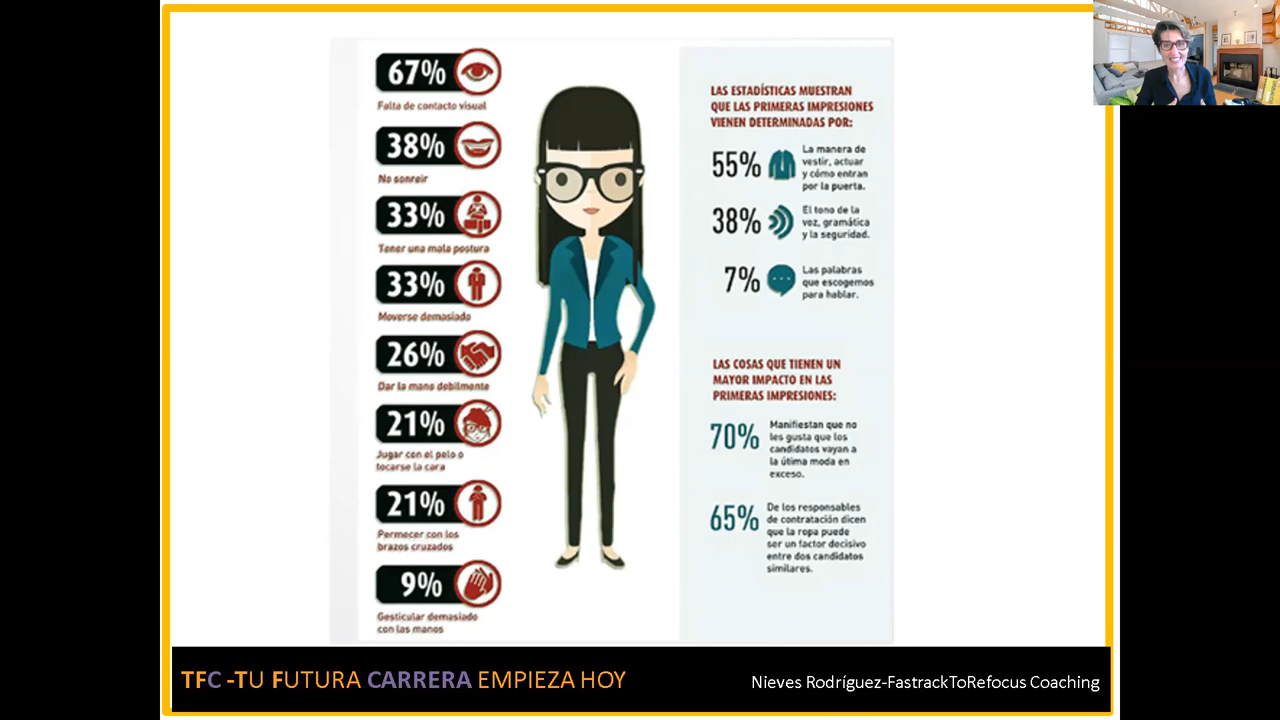 67%
Falta de contacto visual
38%
No sonreir
33%
Tener una mala postura
33%
Moverse demasiado
26%
Dar la mano debilmente
21%
Jugar con el pelo o
tocarse la cara
21%
Permecer con los
brazos cruzados
9%
Gesticular demasiado
con las manos
LAS ESTADÍSTICAS MUESTRAN
QUE LAS PRIMERAS IMPRESIONES
VIENEN DETERMINADAS POR:
55%
La manera de
vestir, actuar
y cómo entran
por la puerta.
38%
El tono de la
voz, gramática
y la seguridad.
7%
Las palabras
que escogemos
para hablar.
LAS COSAS QUE TIENEN UN
MAYOR IMPACTO EN LAS
PRIMERAS IMPRESIONES:
70%
Manifiestan que no
les gusta que los
candidatos vayan a
la útima moda en
exceso.
65%
De los responsables
de contratación dicen
que la ropa puede
ser un factor decisivo
entre dos candidatos
similares.
TFC -TU FUTURA CARRERA EMPIEZA HOY
Nieves Rodríguez-FastrackToRefocus Coaching